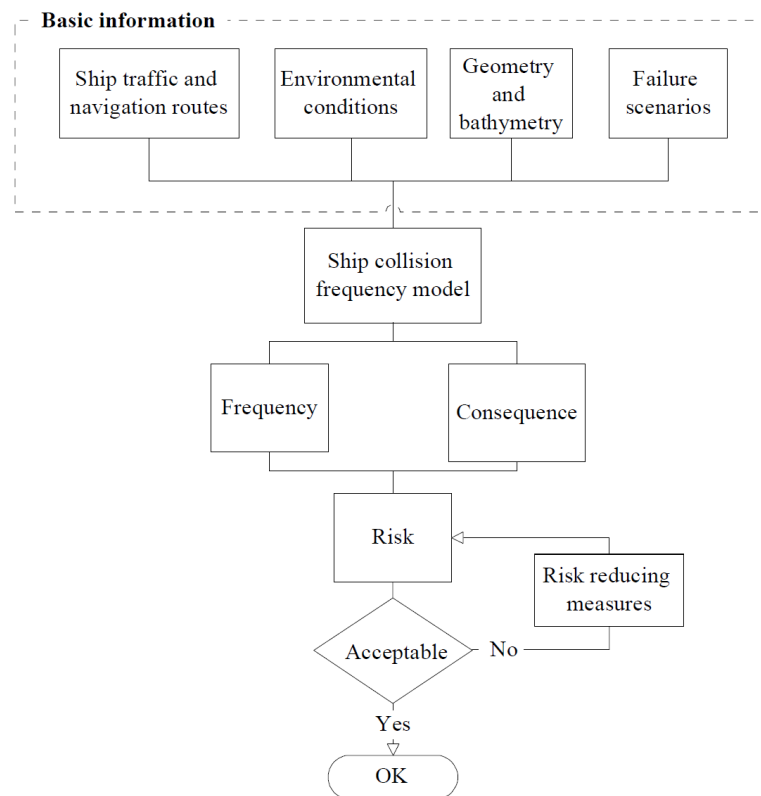 Basic information
Ship traffic and
navigation routes
Environmental
conditions
Geometry
and
bathymetry
Failure
scenarios
Ship collision
frequency model
Frequency
Consequence
Risk
Risk reducing
measures
Acceptable
No
Yes
OK